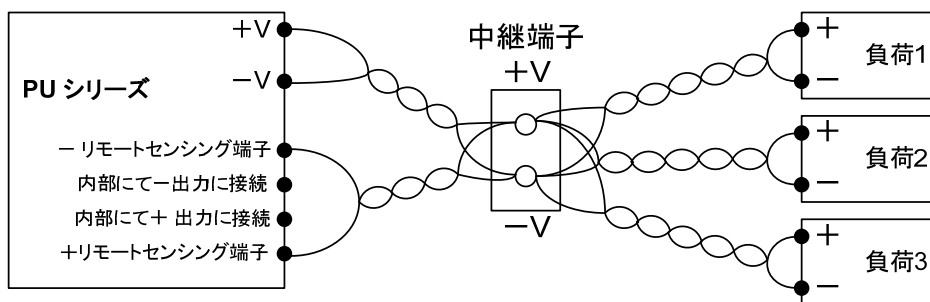 PU シリーズ
+V
−V
− リモートセンシング端子
内部にて−出力に接続
内部にて+ 出力に接続
+リモートセンシング端子
中継端子
+V
−V
+
負荷1
−
+
負荷2
−
+
負荷3
−